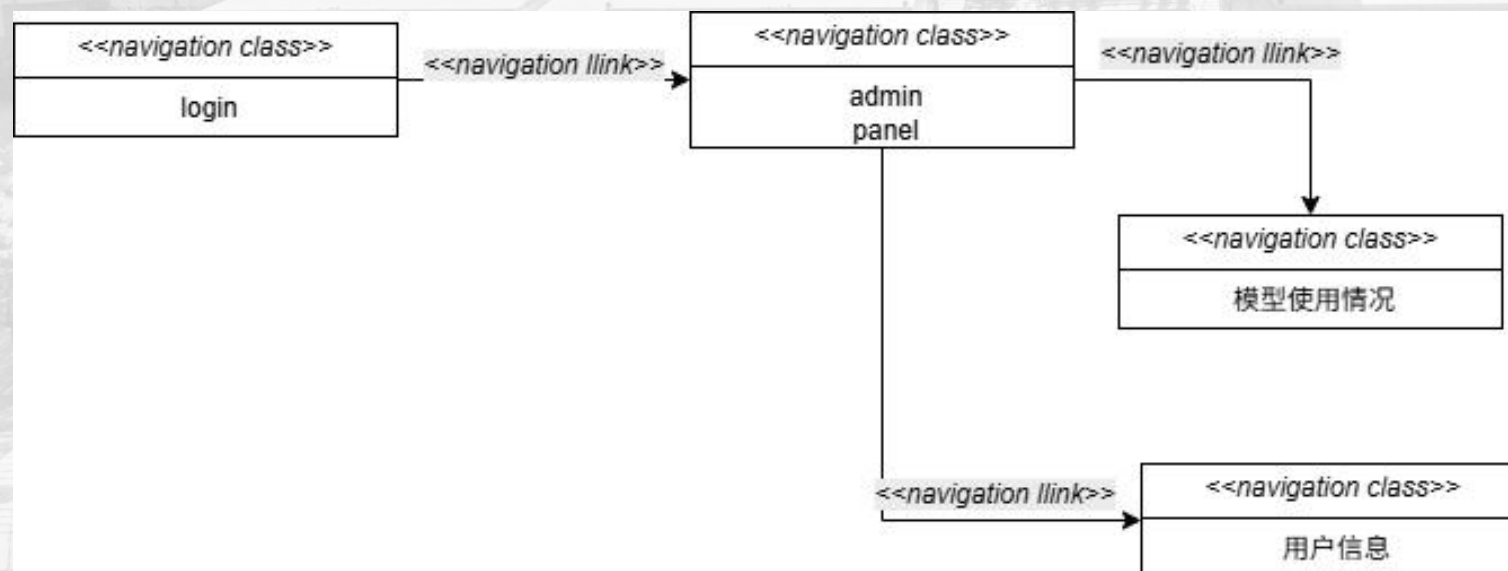 <<navigation class>>
login
<<navigation llink>>
<<navigation class>>
admin
panel
<<navigation llink>>
<<navigation class>>
模型使用情况
<<navigation llink>>
<<navigation class>>
用户信息